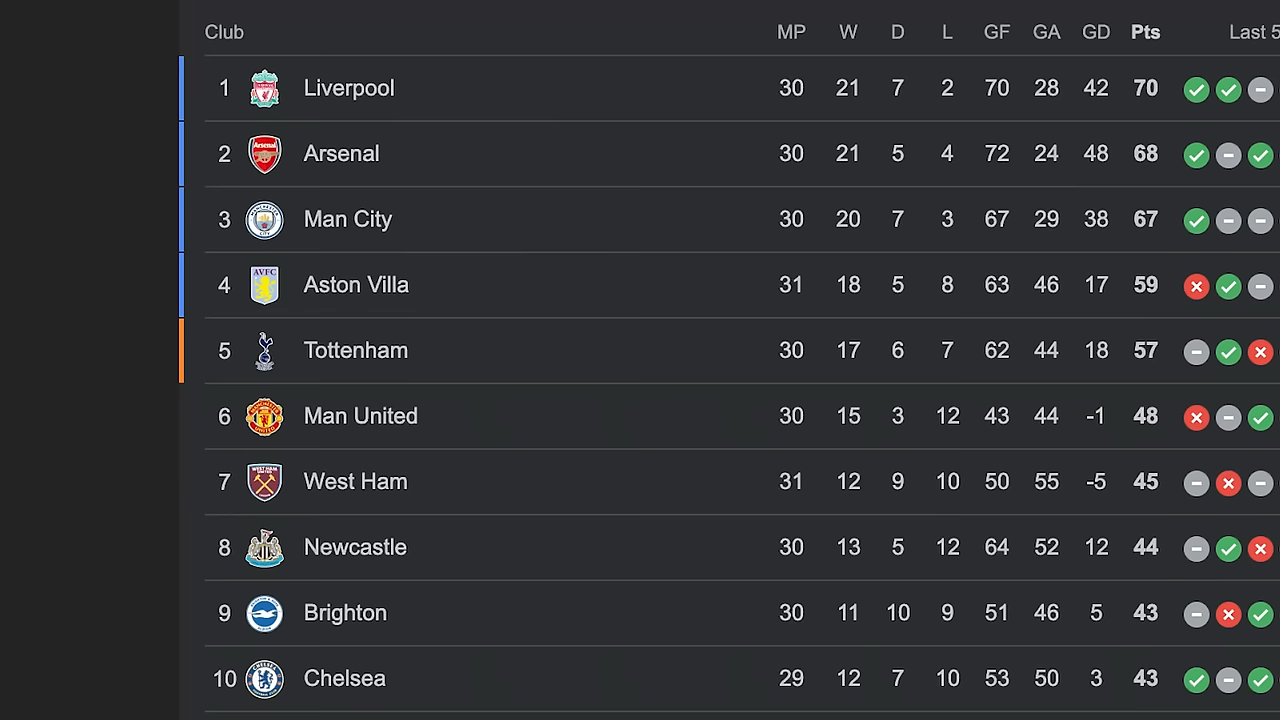 Club MP W D L GF GA GD Pts Last 5
1 Liverpool 30 21 7 2 70 28 42 70
2 Arsenal 30 21 5 4 72 24 48 68
3 Man City 30 20 7 3 67 29 38 67
4 AVFC Aston Villa 31 18 5 8 63 46 17 59
5 Tottenham 30 17 6 7 62 44 18 57
6 Man United 30 15 3 12 43 44 -1 48
7 West Ham 31 12 9 10 50 55 -5 45
8 Newcastle 30 13 5 12 64 52 12 44
9 Brighton 30 11 10 9 51 46 5 43
10 Chelsea 29 12 7 10 53 50 3 43